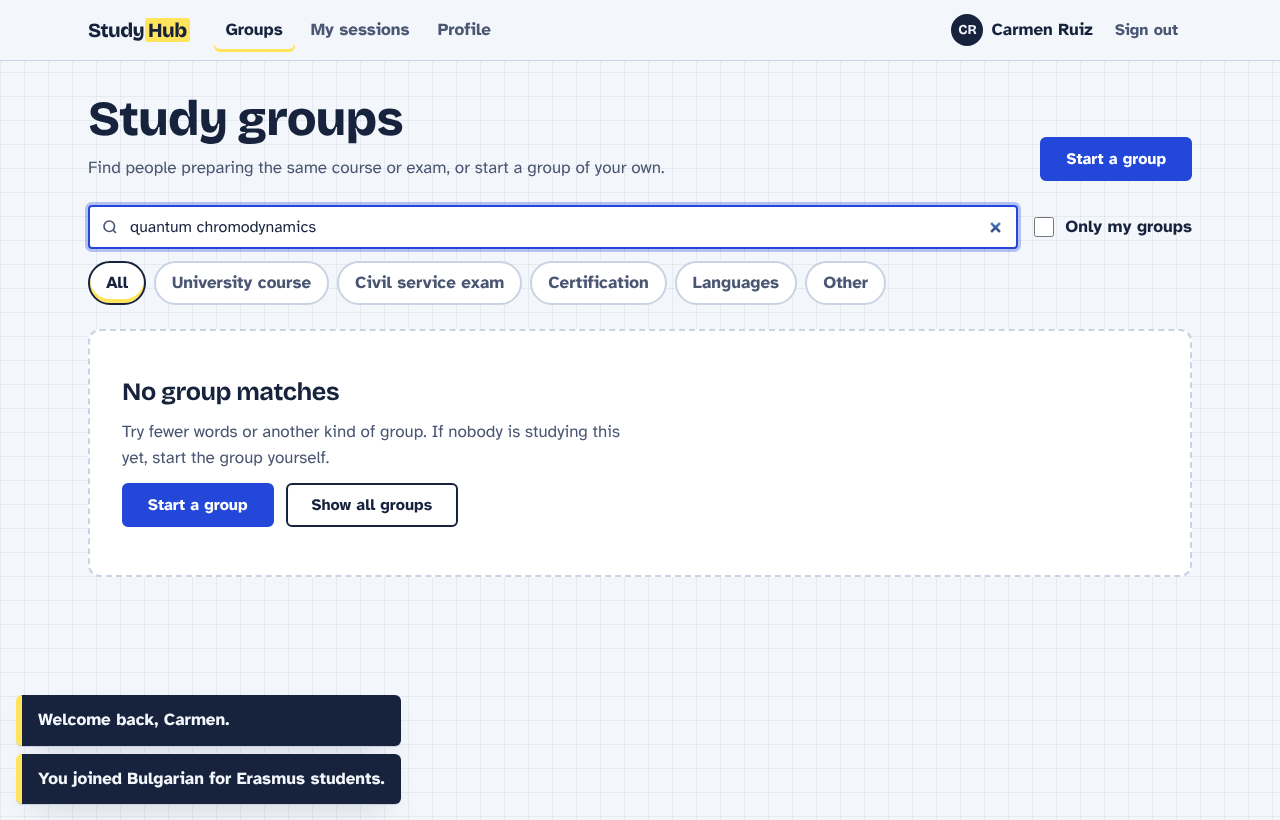 StudyHub Groups My sessions Profile CR Carmen Ruiz Sign out
Study groups
Find people preparing the same course or exam, or start a group of your own.
Start a group
quantum chromodynamics
Only my groups
All University course Civil service exam Certification Languages Other
No group matches
Try fewer words or another kind of group. If nobody is studying this
yet, start the group yourself.
Start a group Show all groups
Welcome back, Carmen.
You joined Bulgarian for Erasmus students.